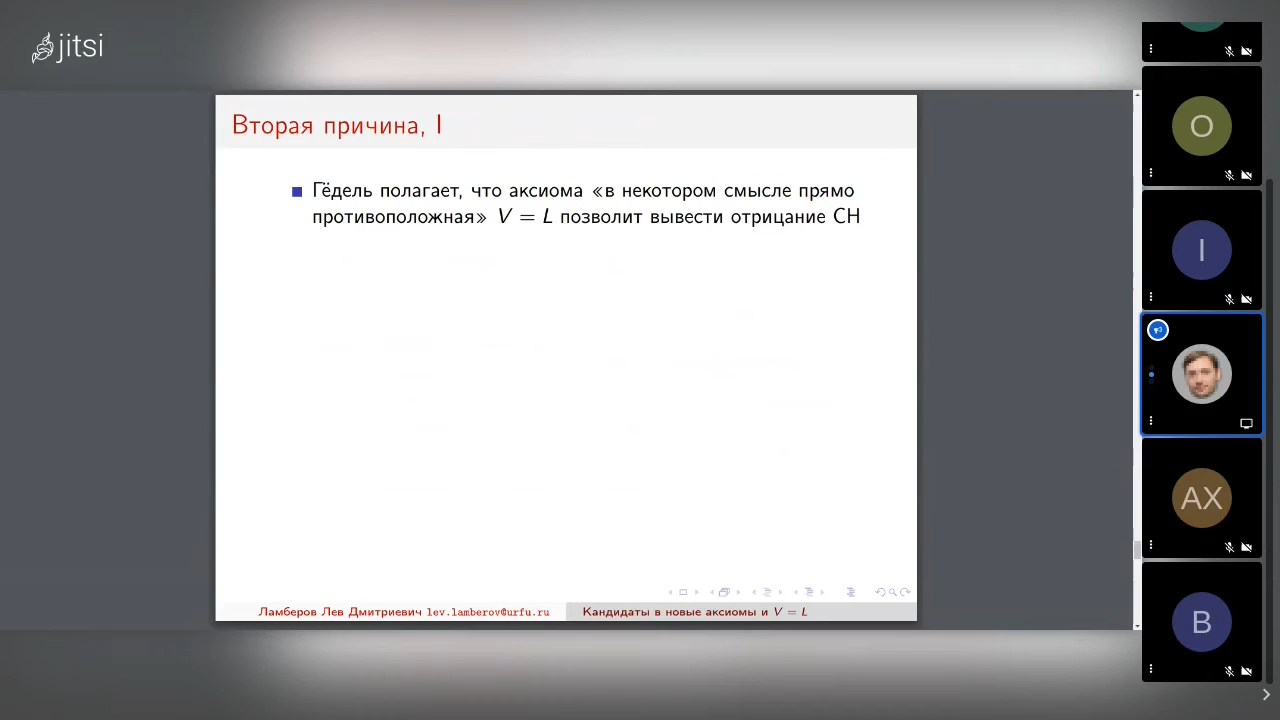 jitsi
Вторая причина, I
Гёдель полагает, что аксиома «в некотором смысле прямо
противоположная» V = L позволит вывести отрицание CH
Ламберов Лев Дмитриевич lev.lamberov@urfu.ru
Кандидаты в новые аксиомы и V = L
O
I
AX
B